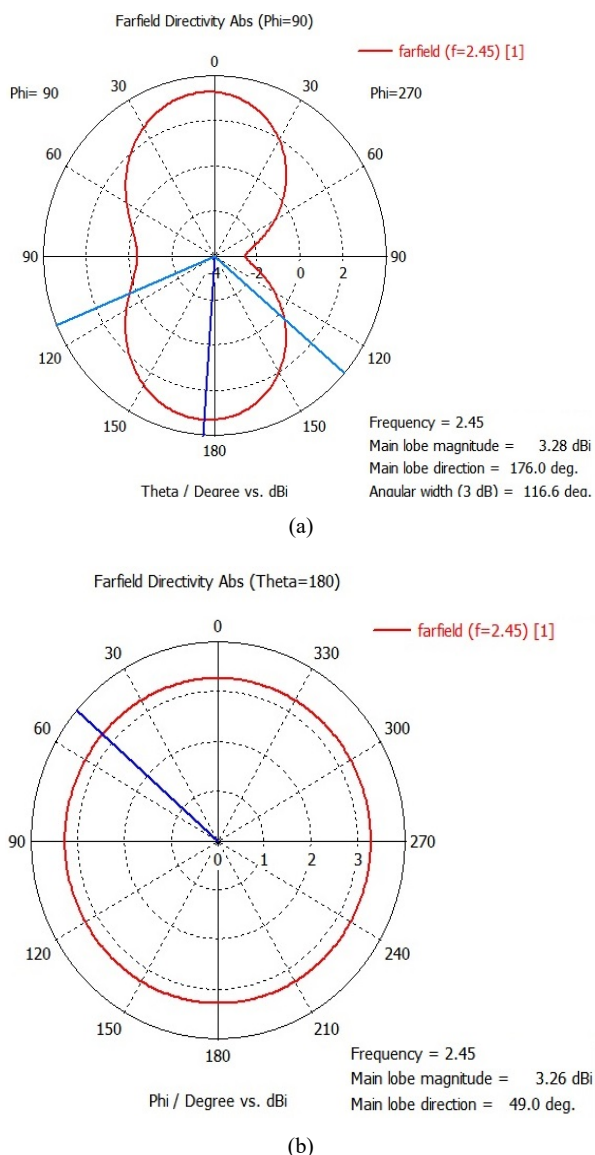 Farfield Directivity Abs (Phi=90)
farfield (f=2.45) [1]
Phi= 90
Phi=270
0
30
30
60
60
90
90
-4
-2
0
2
120
120
150
150
180
Theta / Degree vs. dBi
Frequency = 2.45
Main lobe magnitude = 3.28 dBi
Main lobe direction = 176.0 deg.
Angular width (3 dB) = 116.6 deg.
(a)
Farfield Directivity Abs (Theta=180)
farfield (f=2.45) [1]
0
30
330
60
300
90
270
0
1
2
3
120
240
150
210
180
Phi / Degree vs. dBi
Frequency = 2.45
Main lobe magnitude = 3.26 dBi
Main lobe direction = 49.0 deg.
(b)